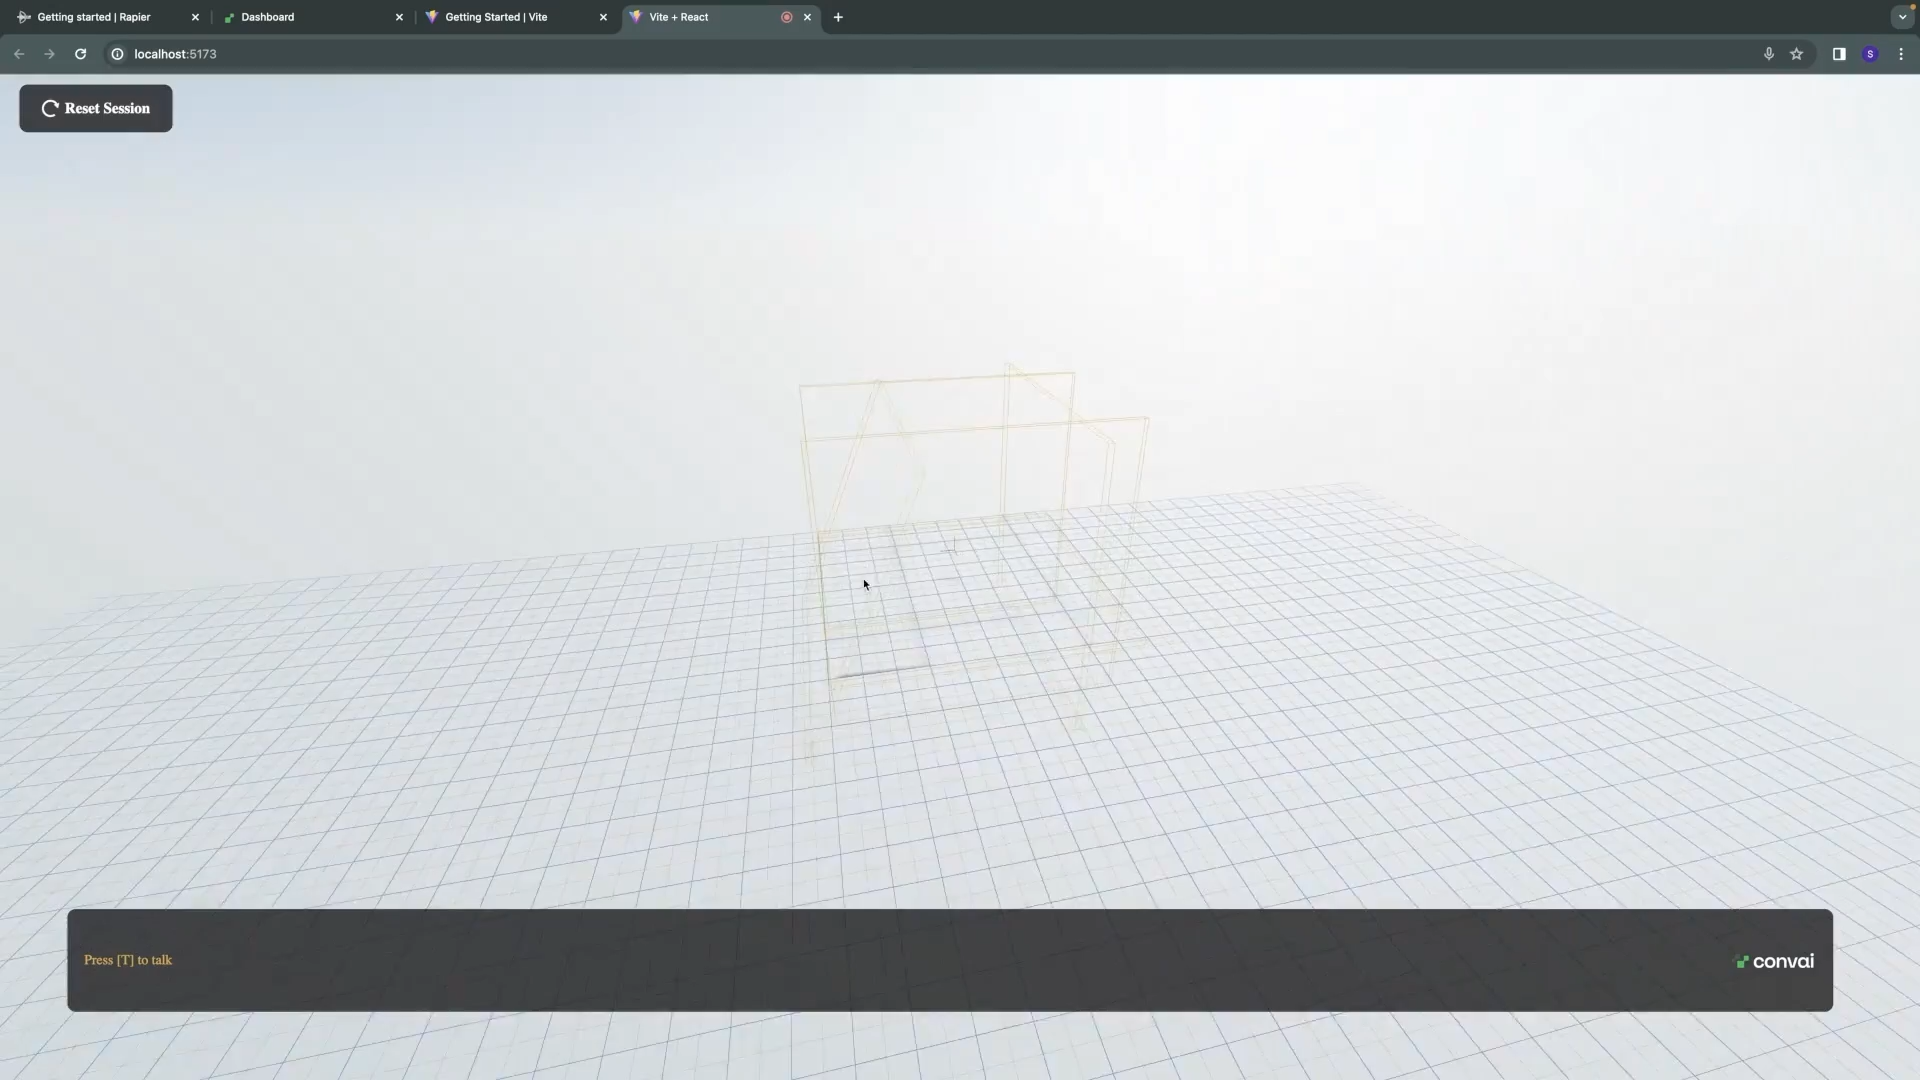 Getting started | Rapier
Dashboard
Getting Started | Vite
Vite + React
localhost:5173
S
Reset Session
Press [T] to talk
convai